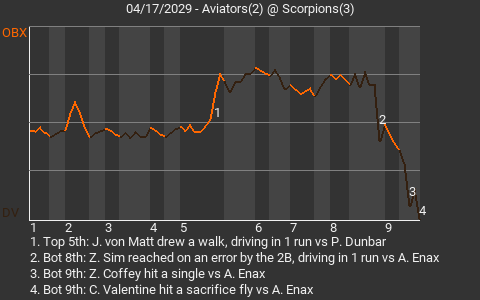 04/17/2029 - Aviators(2) @ Scorpions(3)
OBX
1
2
3
4
DV
1 2 3 4 5 6 7 8 9
1. Top 5th: J. von Matt drew a walk, driving in 1 run vs P. Dunbar
2. Bot 8th: Z. Sim reached on an error by the 2B, driving in 1 run vs A. Enax
3. Bot 9th: Z. Coffey hit a single vs A. Enax
4. Bot 9th: C. Valentine hit a sacrifice fly vs A. Enax